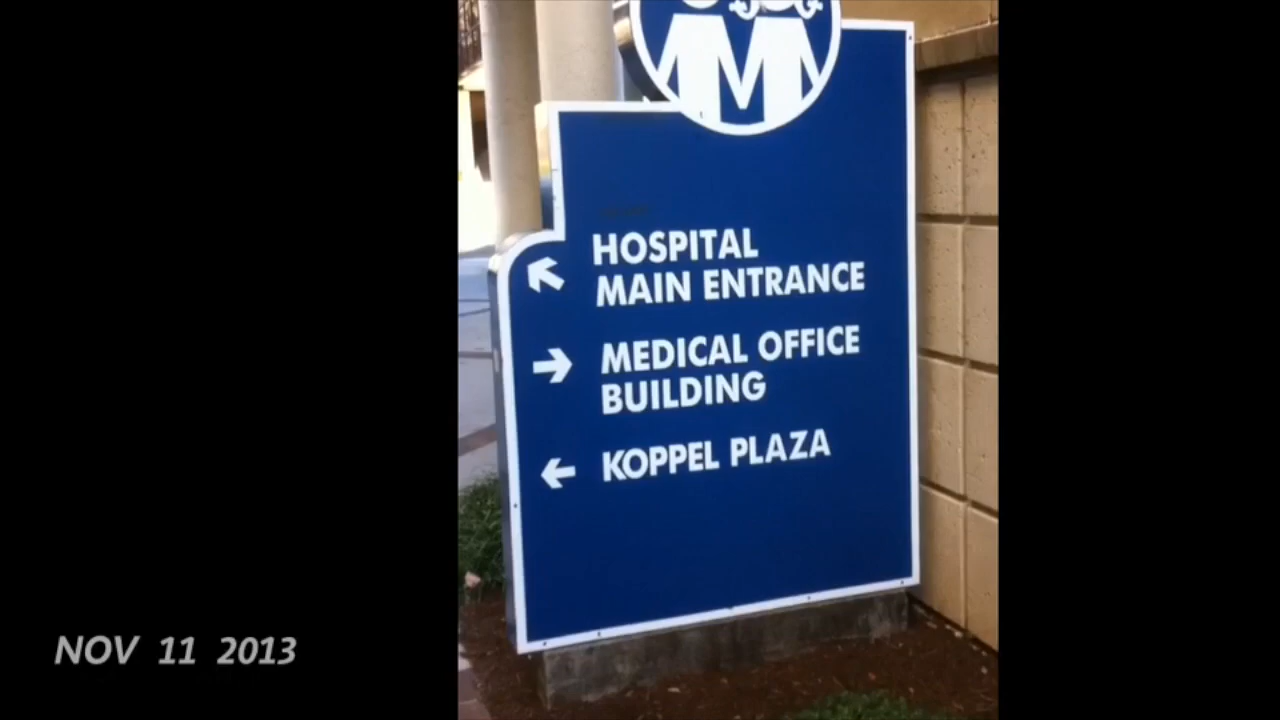 M
HOSPITAL
MAIN ENTRANCE
MEDICAL OFFICE
BUILDING
KOPPEL PLAZA
NOV 11 2013